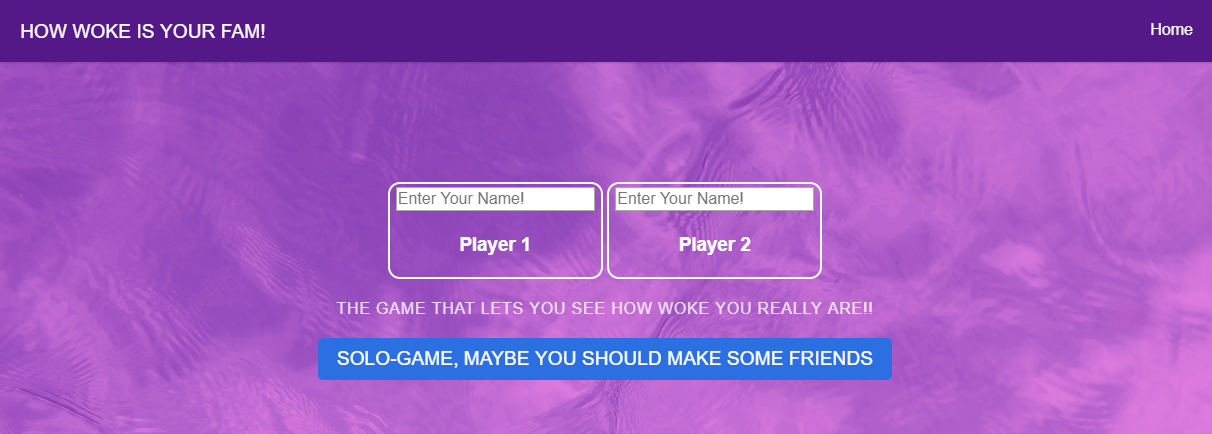 HOW WOKE IS YOUR FAM!
Home
Enter Your Name!
Enter Your Name!
Player 1
Player 2
THE GAME THAT LETS YOU SEE HOW WOKE YOU REALLY ARE!!
SOLO-GAME, MAYBE YOU SHOULD MAKE SOME FRIENDS